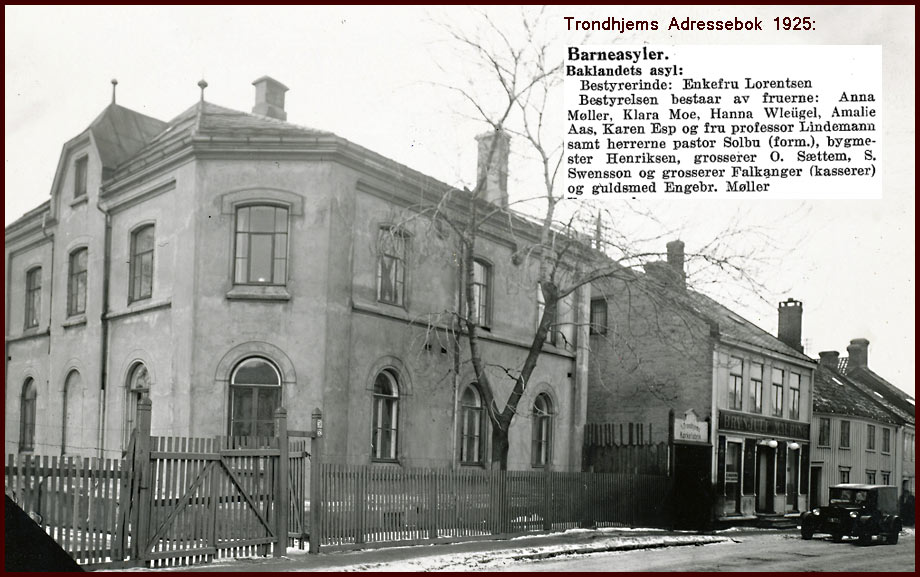 Trondhjems Adressebok 1925:
Barneasyler.
Baklandets asyl:
Bestyrerinde: Enkefru Lorentsen
Bestyrelsen bestaar av fruerne: Anna
Møller, Klara Moe, Hanna Wleügel, Amalie
Aas, Karen Esp og fru professor Lindemann
samt herrerne pastor Solbu (form.), bygme-
ster Henriksen, grosserer O. Sættem, S.
Swensson og grosserer Falkanger (kasserer)
og guldsmed Engebr. Møller